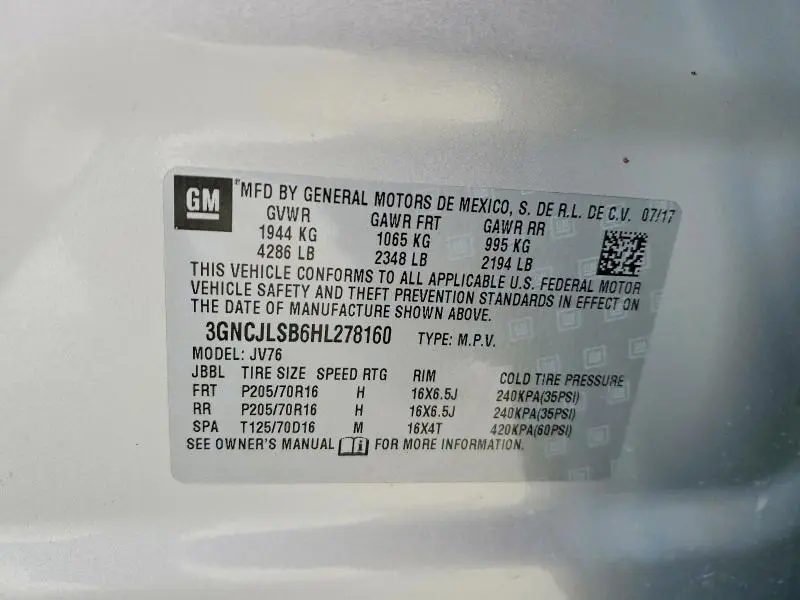 GM
MFD BY GENERAL MOTORS DE MEXICO, S. DE R.L. DE C.V. 07/17
GVWR GAWR FRT GAWR RR
1944 KG 1065 KG 995 KG
4286 LB 2348 LB 2194 LB
THIS VEHICLE CONFORMS TO ALL APPLICABLE U.S. FEDERAL MOTOR
VEHICLE SAFETY AND THEFT PREVENTION STANDARDS IN EFFECT ON
THE DATE OF MANUFACTURE SHOWN ABOVE.
3GNCJLSB6HL278160 TYPE: M.P.V.
MODEL: JV76
JBBL TIRE SIZE SPEED RTG RIM COLD TIRE PRESSURE
FRT P205/70R16 H 16X6.5J 240KPA(35PSI)
RR P205/70R16 H 16X6.5J 240KPA(35PSI)
SPA T125/70D16 M 16X4T 420KPA(60PSI)
SEE OWNER'S MANUAL FOR MORE INFORMATION.